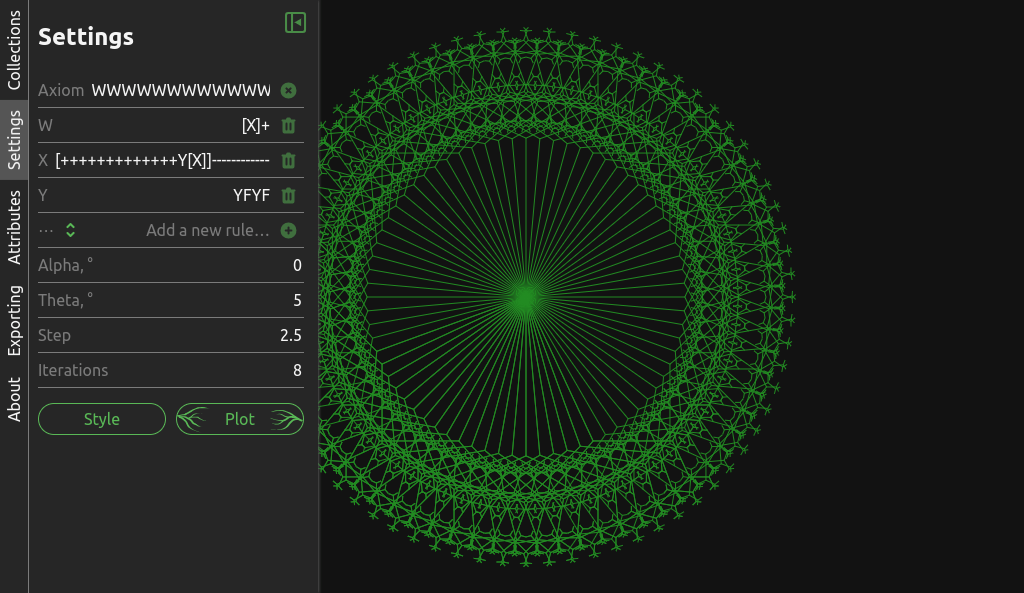 Collections
Settings
Attributes
Exporting
About
Settings
Axiom WWWWWWWWWWWW
W [X]+
X [+++++++++++++Y[X]]------------
Y YFYF
... Add a new rule...
Alpha,° 0
Theta,° 5
Step 2.5
Iterations 8
Style Plot